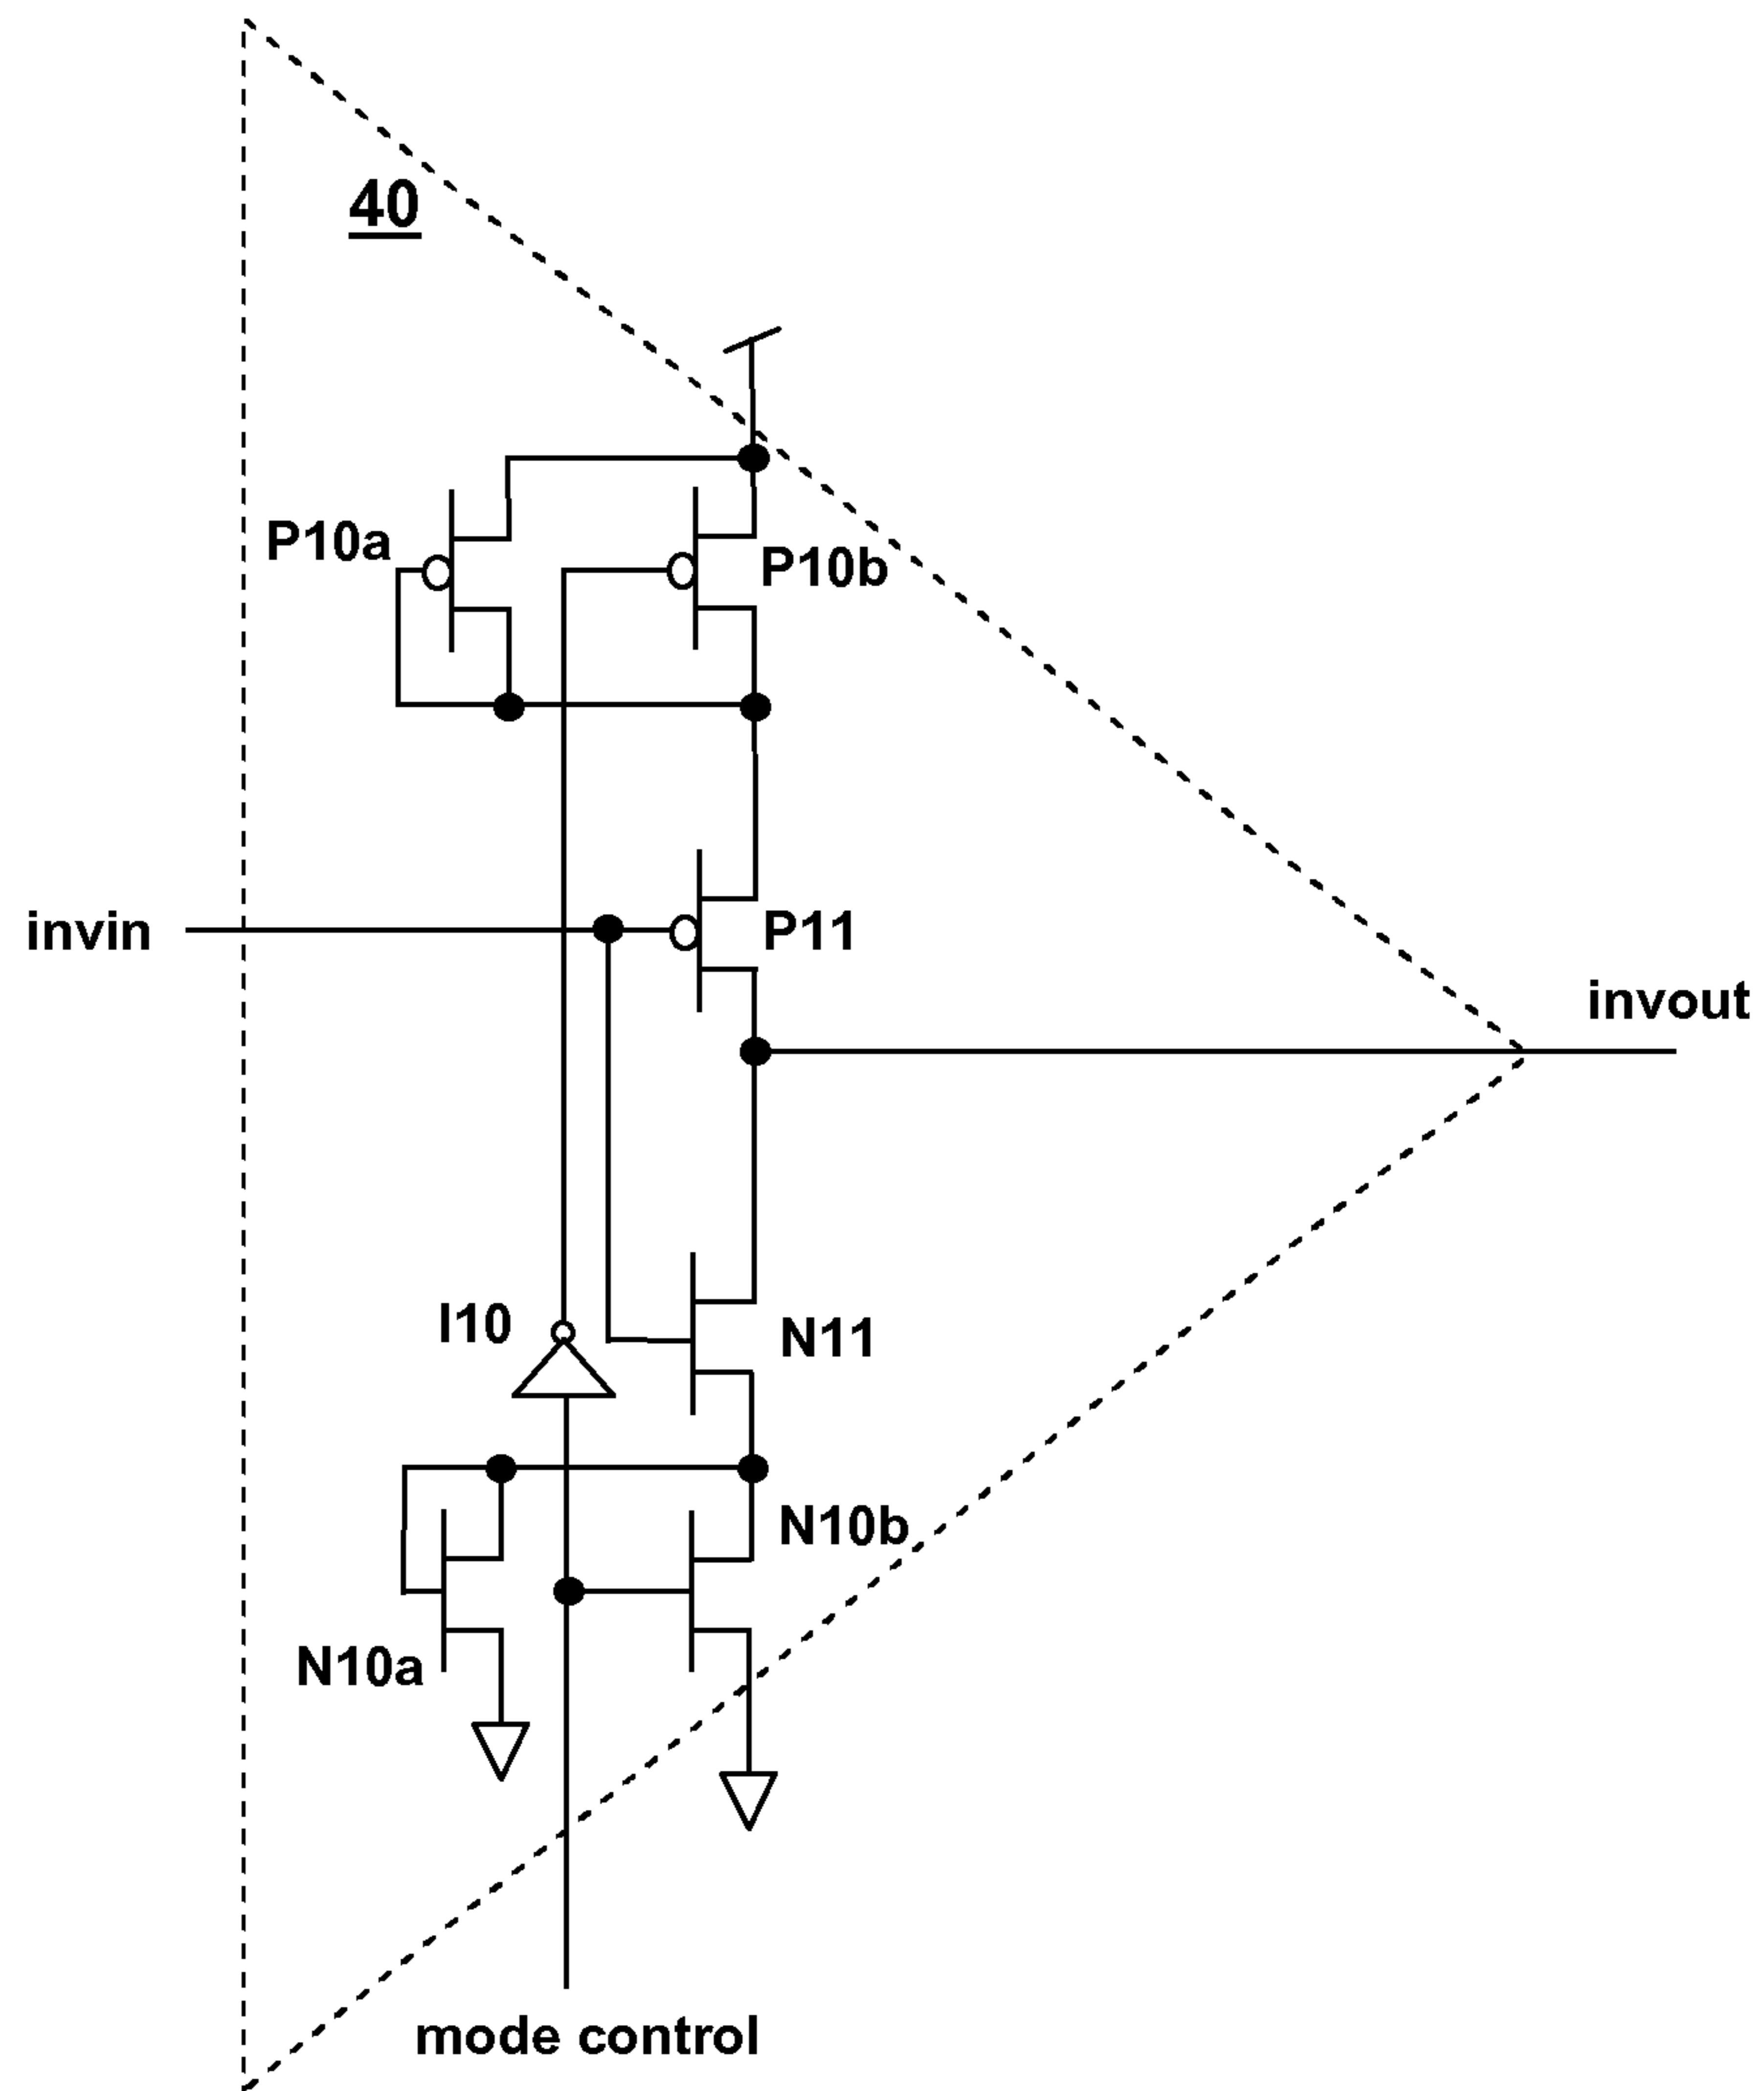 40
P10a
P10b
invin
P11
invout
I10
N11
N10b
N10a
mode control